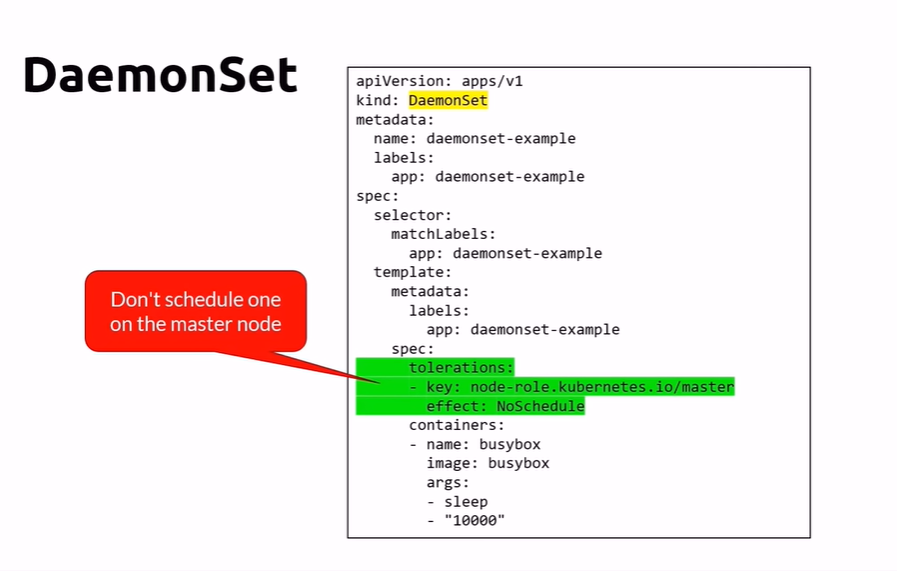 DaemonSet
apiVersion: apps/v1
kind: DaemonSet
metadata:
  name: daemonset-example
  labels:
    app: daemonset-example
spec:
  selector:
    matchLabels:
      app: daemonset-example
  template:
    metadata:
      labels:
        app: daemonset-example
    spec:
      tolerations:
      - key: node-role.kubernetes.io/master
        effect: NoSchedule
      containers:
      - name: busybox
        image: busybox
        args:
        - sleep
        - "10000"
Don't schedule one
on the master node